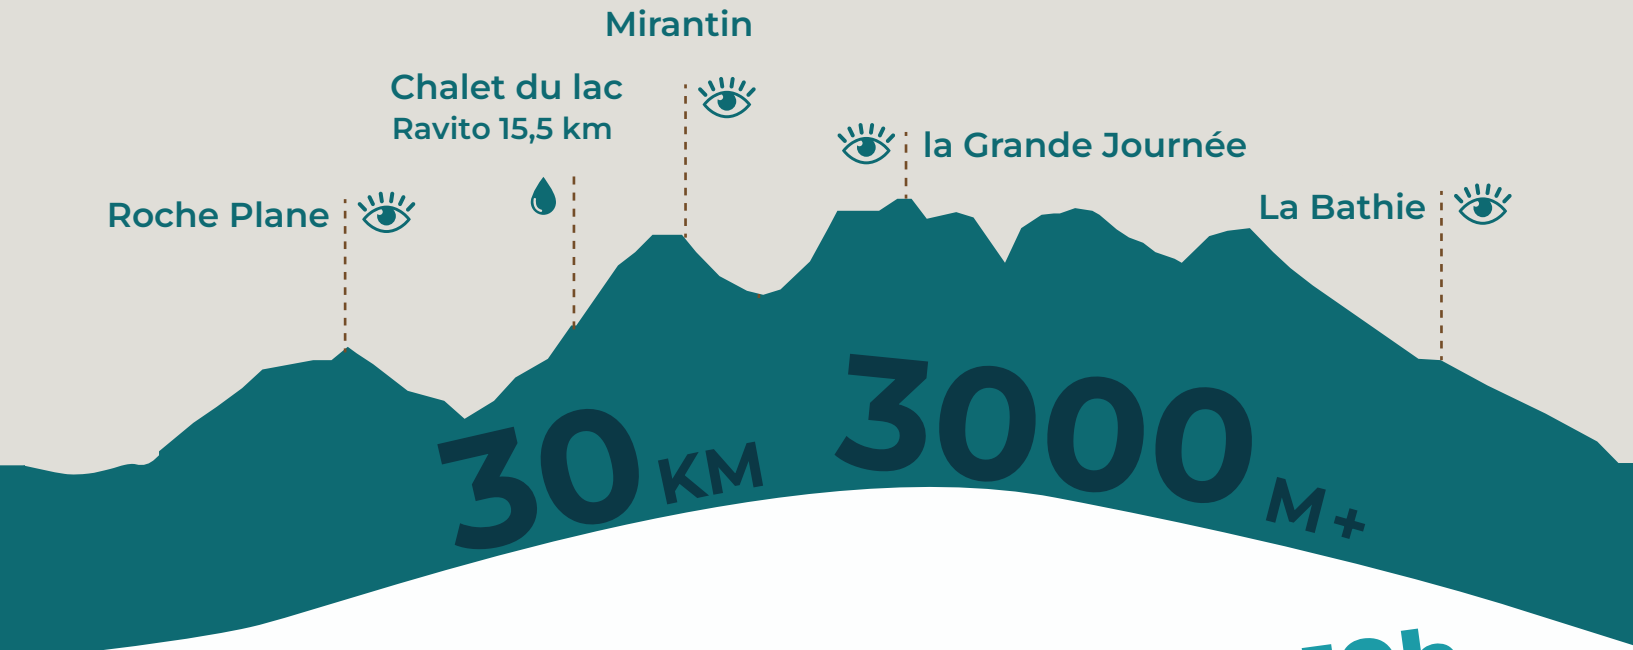 Mirantin
Chalet du lac
Ravito 15,5 km
la Grande Journée
Roche Plane
La Bathie
30 KM
3000 M+